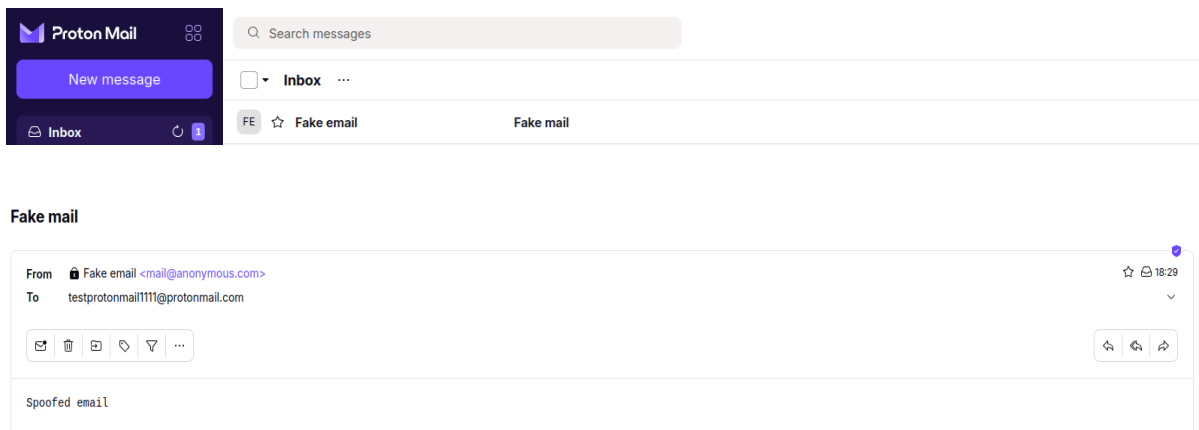 Proton Mail
Search messages
New message
Inbox ...
Inbox 1
FE Fake email Fake mail
Fake mail
From Fake email <mail@anonymous.com>
18:29
To testprotonmail1111@protonmail.com
...
Spoofed email